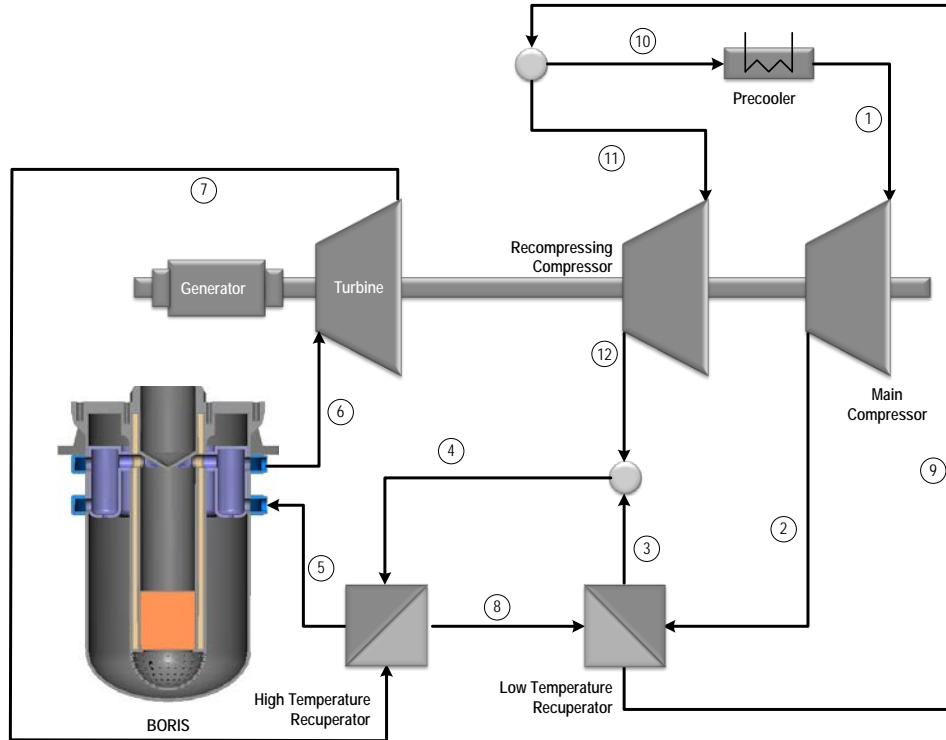 10
Precooler
1
11
7
Recompressing
Compressor
Generator
Turbine
12
Main
Compressor
6
4
9
2
3
5
8
High Temperature
Recuperator
Low Temperature
Recuperator
BORIS